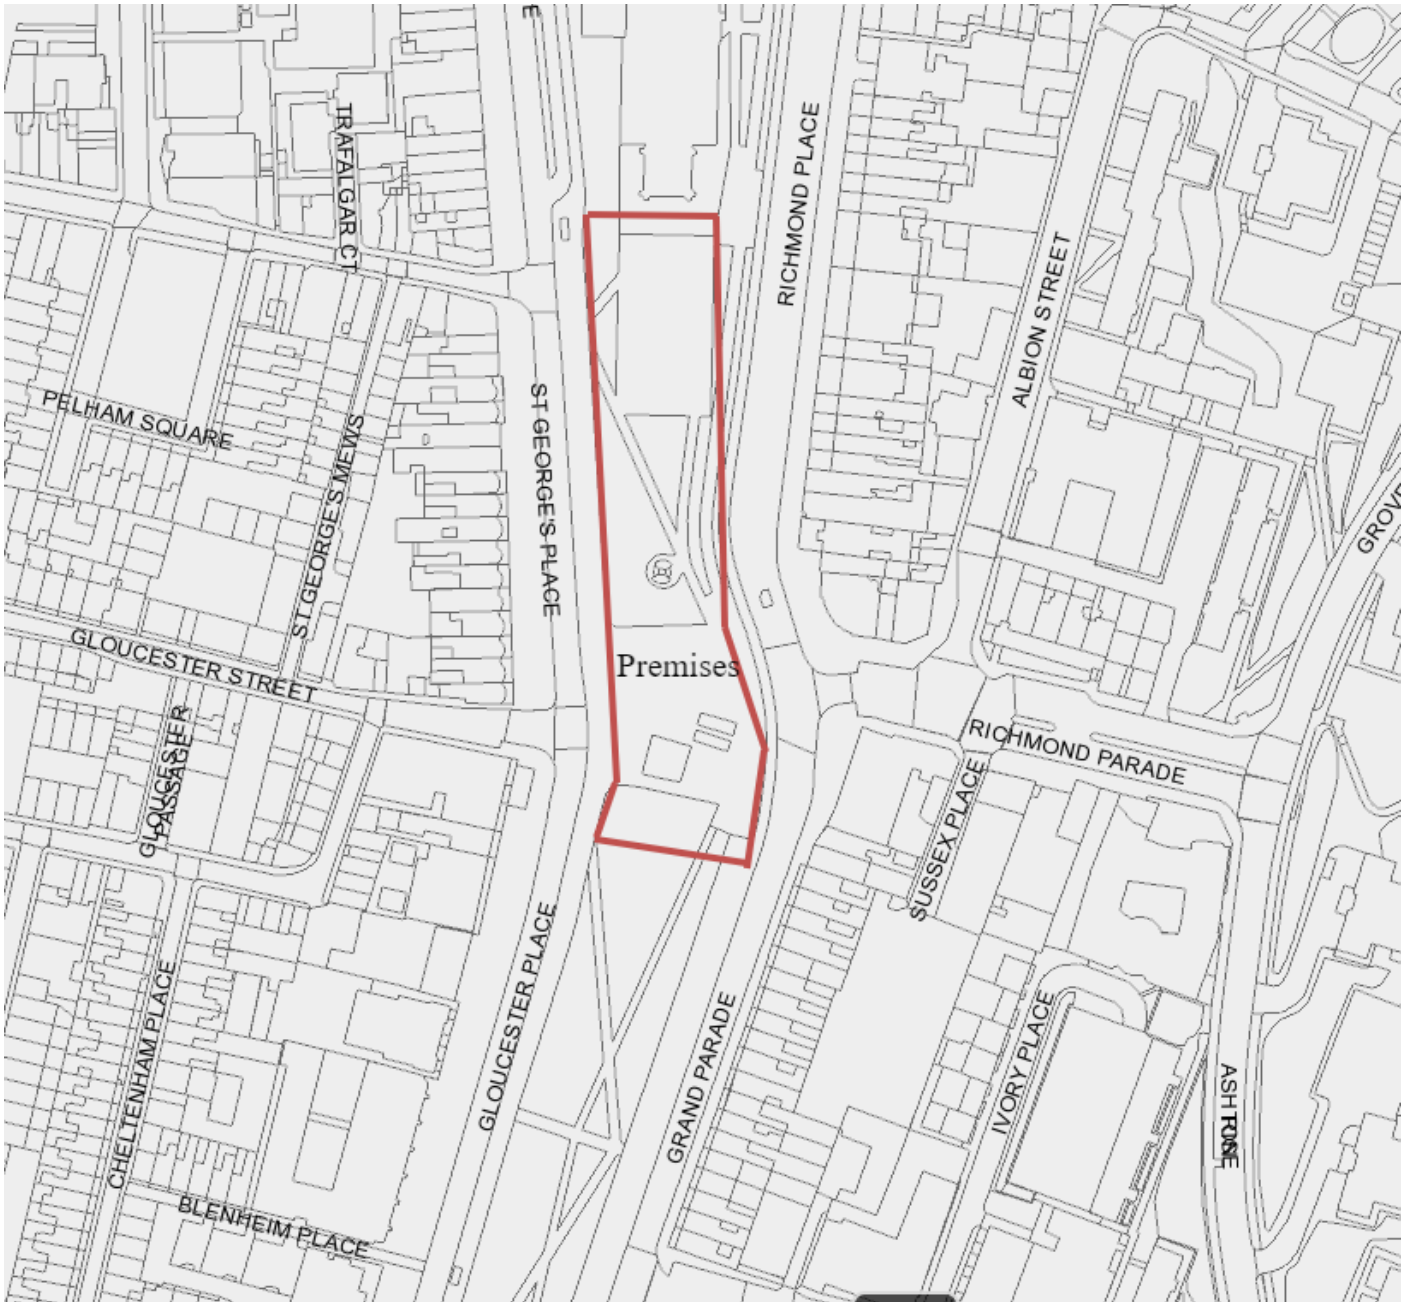 TRAFALGAR CT
RICHMOND PLACE
ALBION STREET
PELHAM SQUARE
ST GEORGE'S MEWS
ST GEORGE'S PLACE
GROVE
GLOUCESTER STREET
Premises
GLOUCESTER
PASSAGE
RICHMOND PARADE
SUSSEX PLACE
GLOUCESTER PLACE
CHELTENHAM PLACE
GRAND PARADE
IVORY PLACE
BLENHEIM PLACE